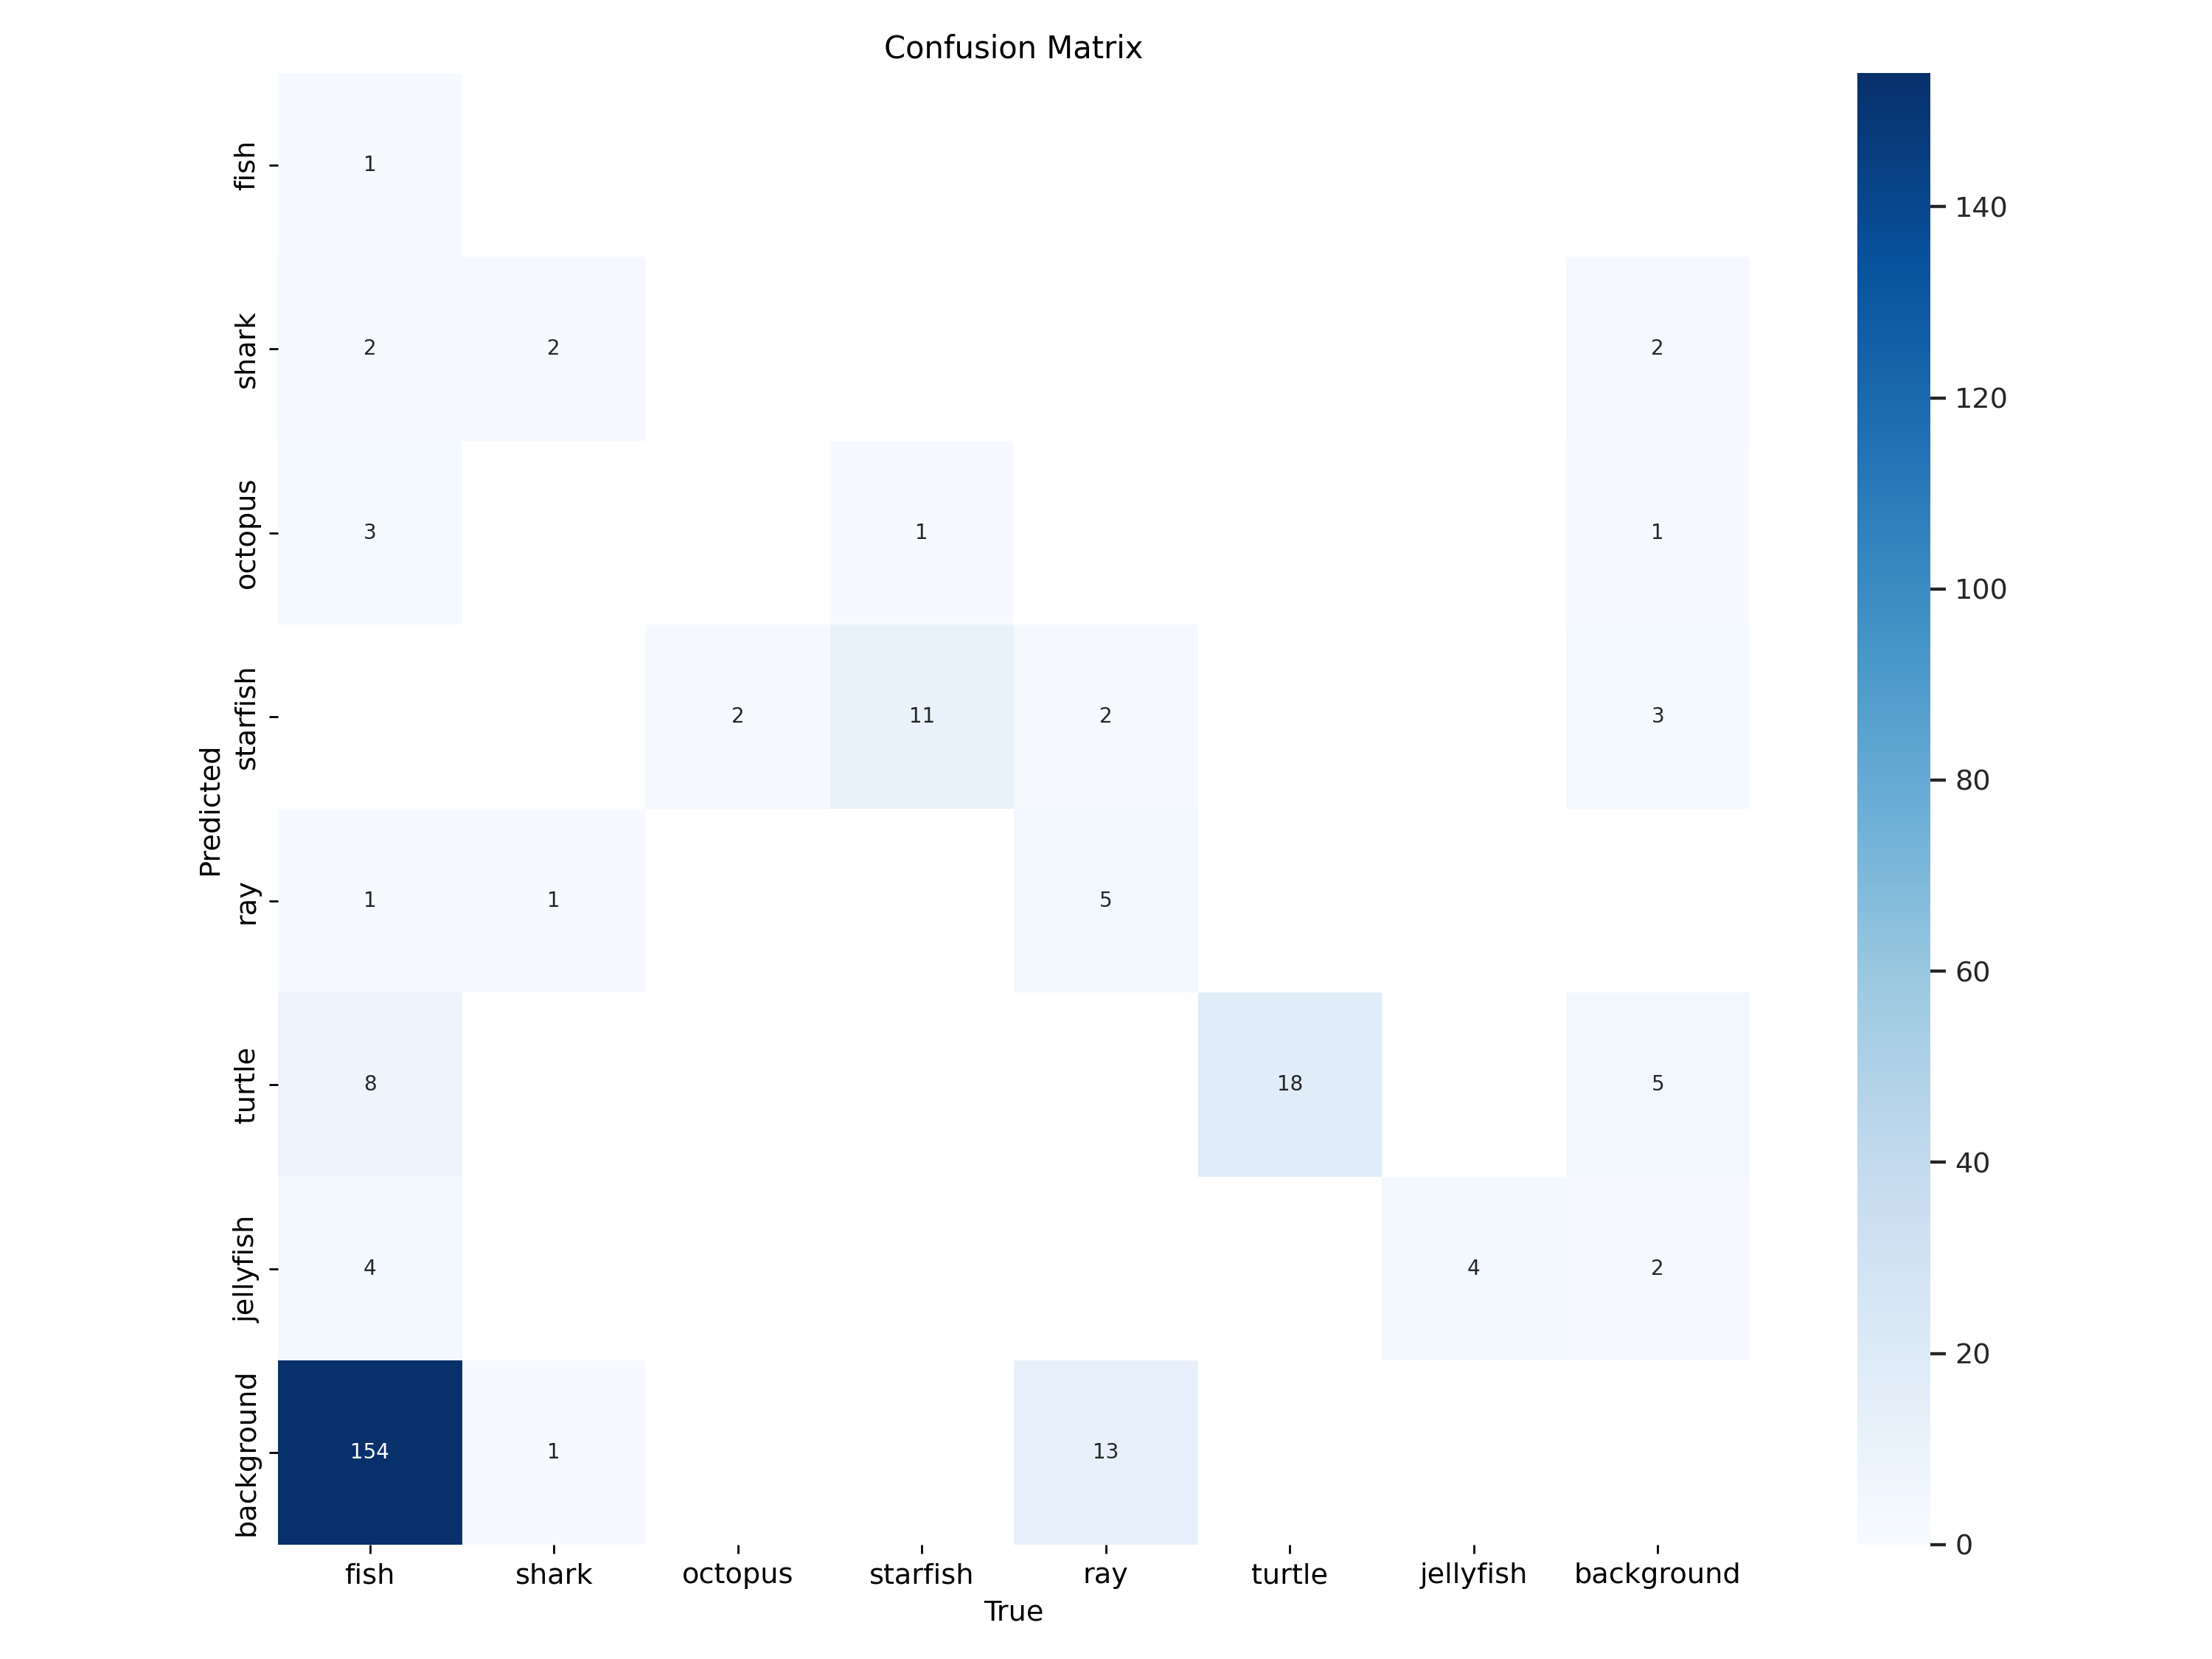 Confusion Matrix
Predicted
fish
1
shark
2 2 2
octopus
3 1 1
starfish
2 11 2 3
ray
1 1 5
turtle
8 18 5
jellyfish
4 4 2
background
154 1 13
fish shark octopus starfish ray turtle jellyfish background
True
140
120
100
80
60
40
20
0